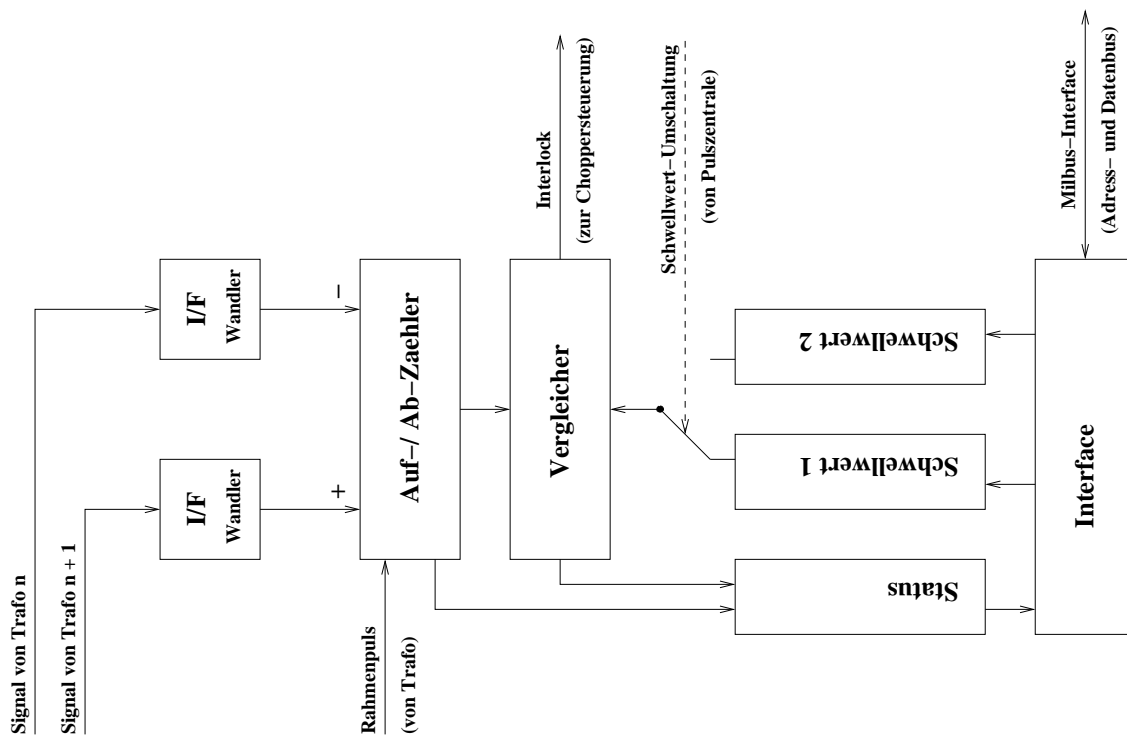 Signal von Trafo n
Signal von Trafo n + 1
I/F
Wandler
I/F
Wandler
+
−
Rahmenpuls
(von Trafo)
Auf−/ Ab−Zaehler
Vergleicher
Interlock
(zur Choppersteuerung)
Schwellwert−Umschaltung
(von Pulszentrale)
Status
Schwellwert 1
Schwellwert 2
Interface
Milbus−Interface
(Adress− und Datenbus)